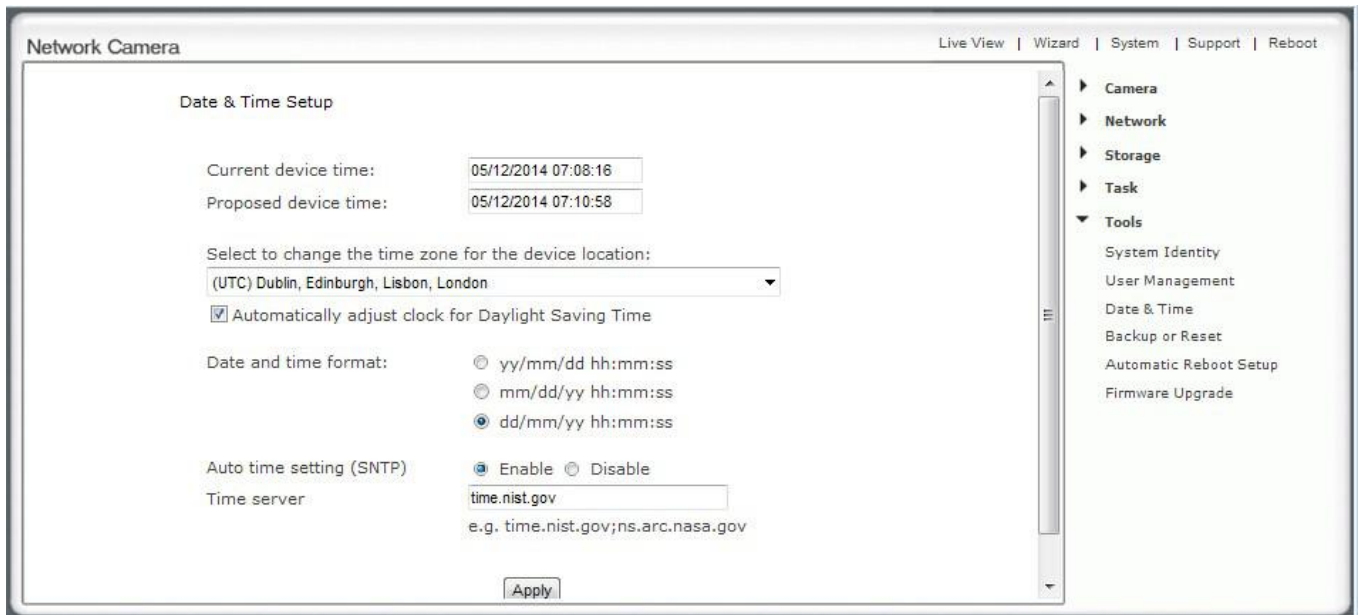 Network Camera
Live View | Wizard | System | Support | Reboot
Date & Time Setup
Current device time: 05/12/2014 07:08:16
Proposed device time: 05/12/2014 07:10:58
Select to change the time zone for the device location:
(UTC) Dublin, Edinburgh, Lisbon, London
Automatically adjust clock for Daylight Saving Time
Date and time format: yy/mm/dd hh:mm:ss
mm/dd/yy hh:mm:ss
dd/mm/yy hh:mm:ss
Auto time setting (SNTP) Enable Disable
Time server time.nist.gov
e.g. time.nist.gov;ns.arc.nasa.gov
Apply
Camera
Network
Storage
Task
Tools
System Identity
User Management
Date & Time
Backup or Reset
Automatic Reboot Setup
Firmware Upgrade